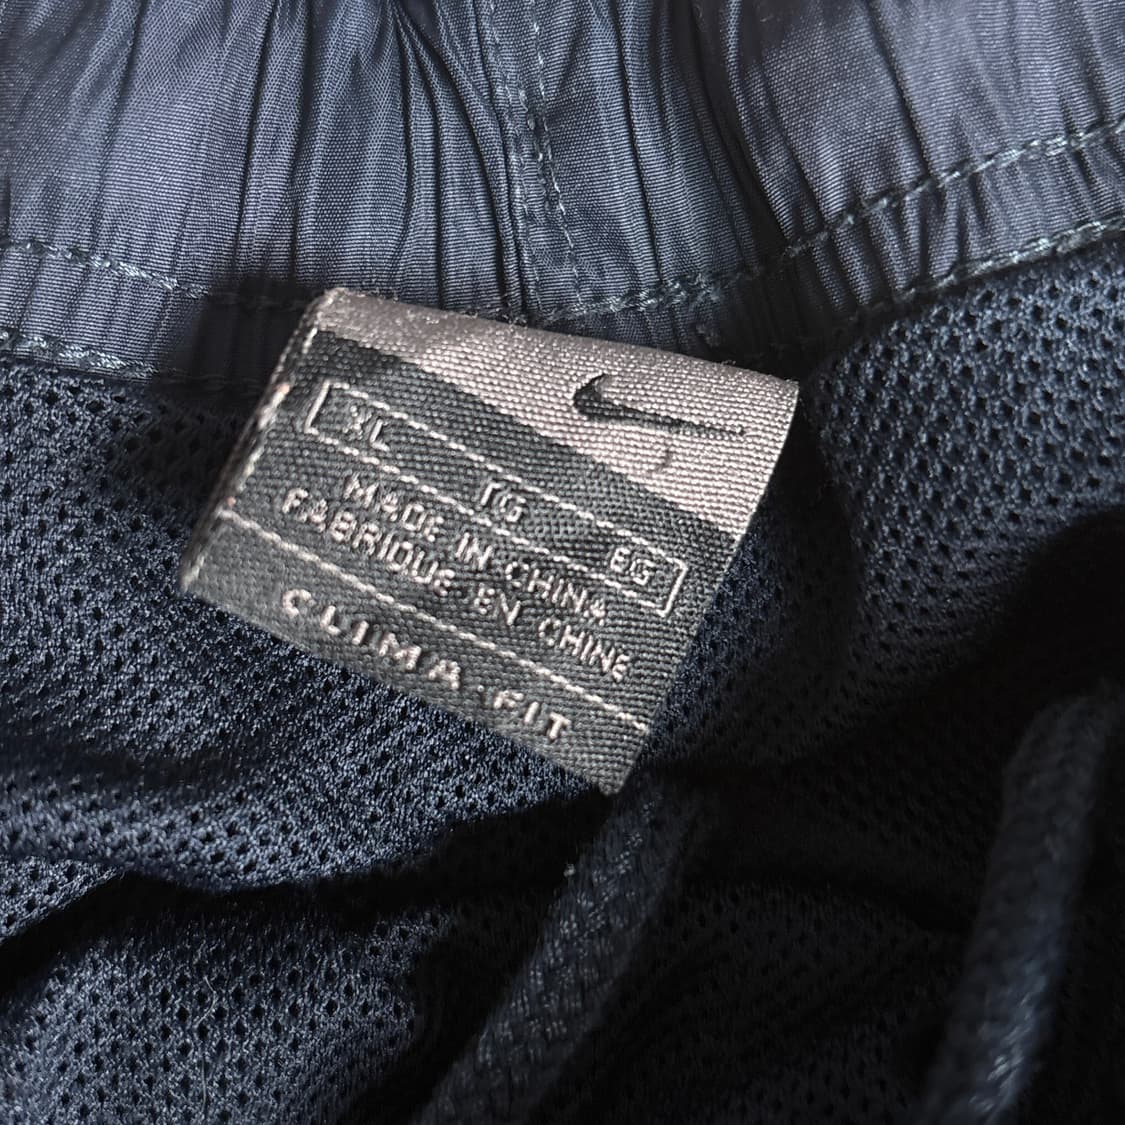 XL TG EG
MADE IN CHINA
FABRIQUE EN CHINE
CLIMA-FIT